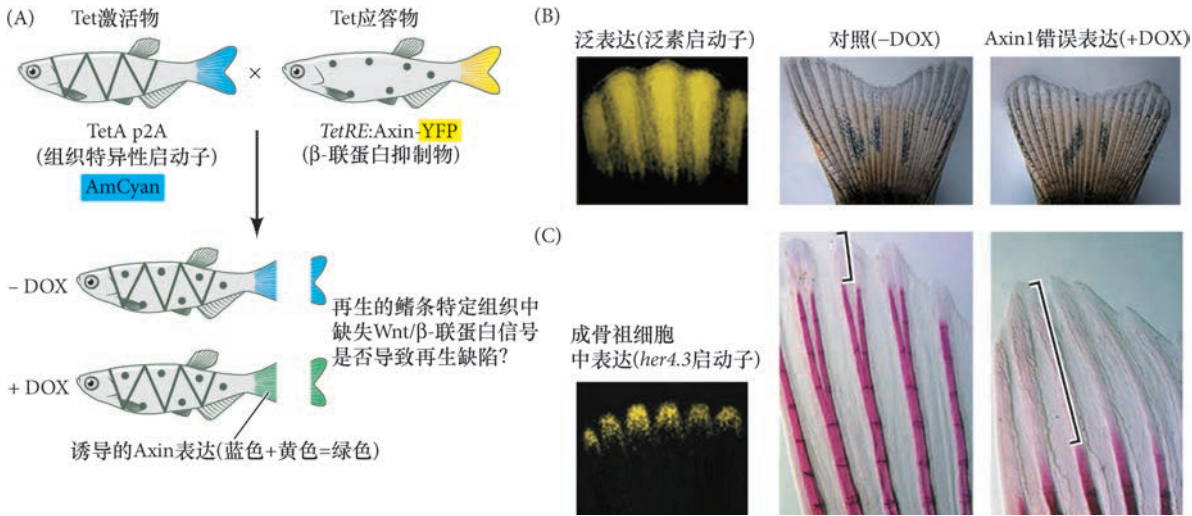 (A)
Tet激活物
Tet应答物
×
TetA p2A
(组织特异性启动子)
AmCyan
TetRE:Axin-YFP
(β-联蛋白抑制物)
– DOX
+ DOX
再生的鳍条特定组织中
缺失Wnt/β-联蛋白信号
是否导致再生缺陷?
诱导的Axin表达(蓝色+黄色=绿色)
(B)
泛表达(泛素启动子)
对照(–DOX)
Axin1错误表达(+DOX)
(C)
成骨祖细胞
中表达(her4.3启动子)